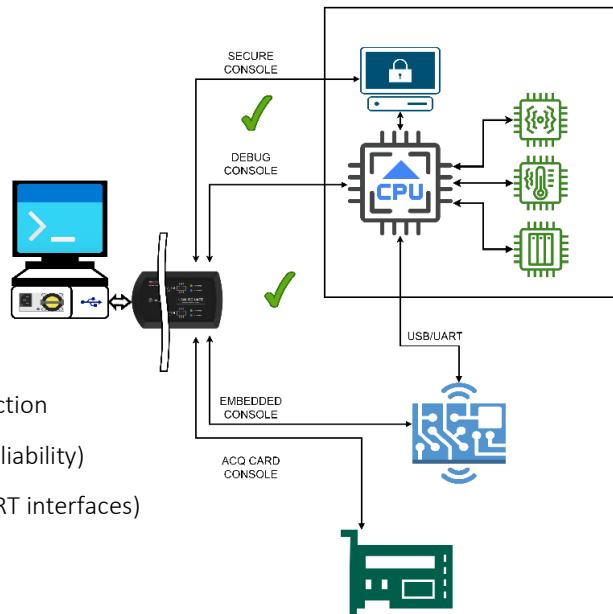 SECURE
CONSOLE
DEBUG
CONSOLE
CPU
>_
USB/UART
EMBEDDED
CONSOLE
ACQ CARD
CONSOLE
ction
liability)
RT interfaces)